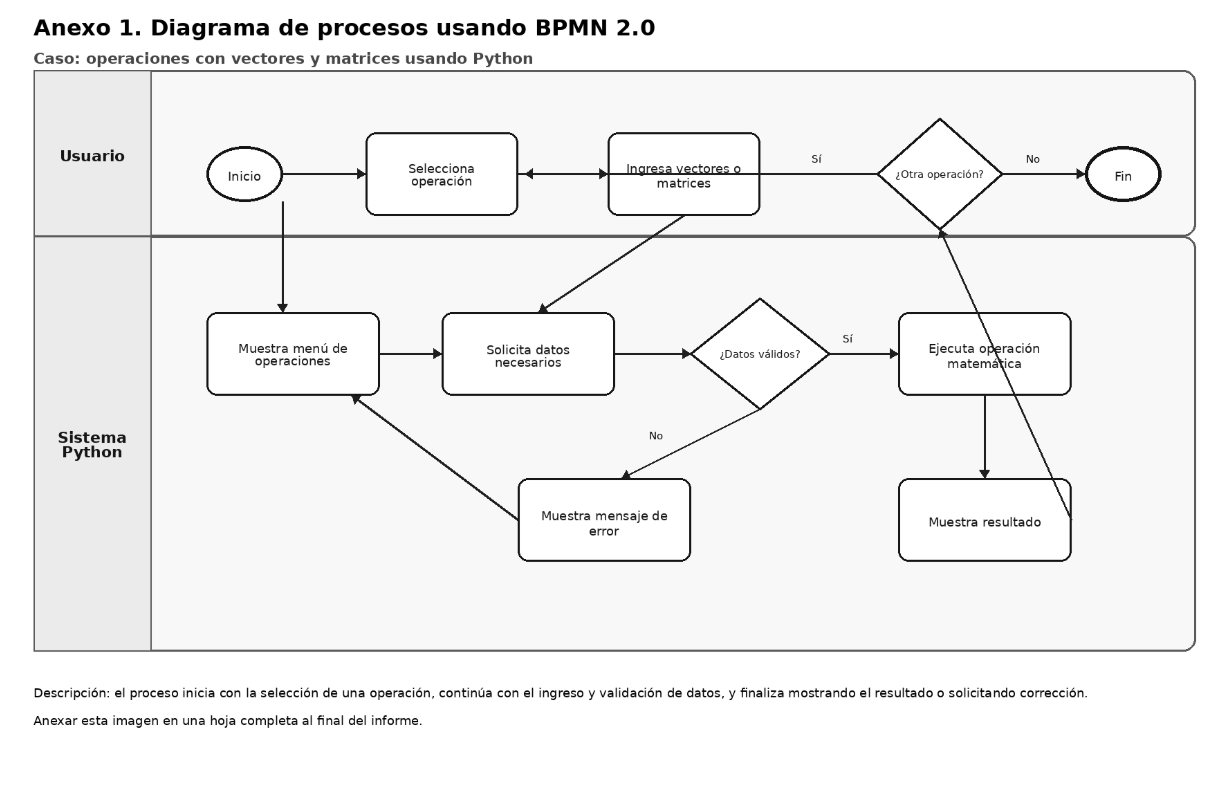 Anexo 1. Diagrama de procesos usando BPMN 2.0
Caso: operaciones con vectores y matrices usando Python
Usuario
Inicio
Selecciona
operación
Ingresa vectores o
matrices
Sí
¿Otra operación?
No
Fin
Sistema
Python
Muestra menú de
operaciones
Solicita datos
necesarios
¿Datos válidos?
Sí
Ejecuta operación
matemática
No
Muestra mensaje de
error
Muestra resultado
Descripción: el proceso inicia con la selección de una operación, continúa con el ingreso y validación de datos, y finaliza mostrando el resultado o solicitando corrección.
Anexar esta imagen en una hoja completa al final del informe.